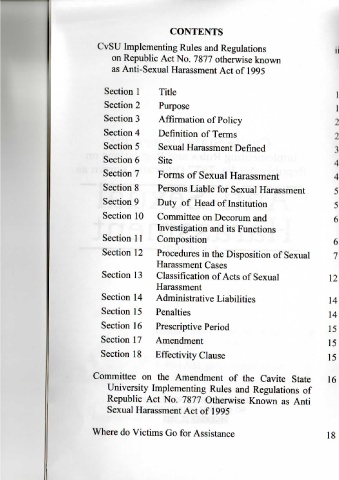 CONTENTS
CvSU Implementing Rules and Regulations ii
on Republic Act No. 7877 otherwise known
as Anti-Sexual Harassment Act of 1995
Section 1 Title 1
Section 2 Purpose 1
Section 3 Affirmation of Policy 2
Section 4 Definition of Terms 2
Section 5 Sexual Harassment Defined 3
Section 6 Site 4
Section 7 Forms of Sexual Harassment 4
Section 8 Persons Liable for Sexual Harassment 5
Section 9 Duty of Head of Institution 5
Section 10 Committee on Decorum and 6
Investigation and its Functions
Section 11 Composition 6
Section 12 Procedures in the Disposition of Sexual 7
Harassment Cases
Section 13 Classification of Acts of Sexual 12
Harassment
Section 14 Administrative Liabilities 14
Section 15 Penalties 14
Section 16 Prescriptive Period 15
Section 17 Amendment 15
Section 18 Effectivity Clause 15
Committee on the Amendment of the Cavite State 16
University Implementing Rules and Regulations of
Republic Act No. 7877 Otherwise Known as Anti
Sexual Harassment Act of 1995
Where do Victims Go for Assistance 18